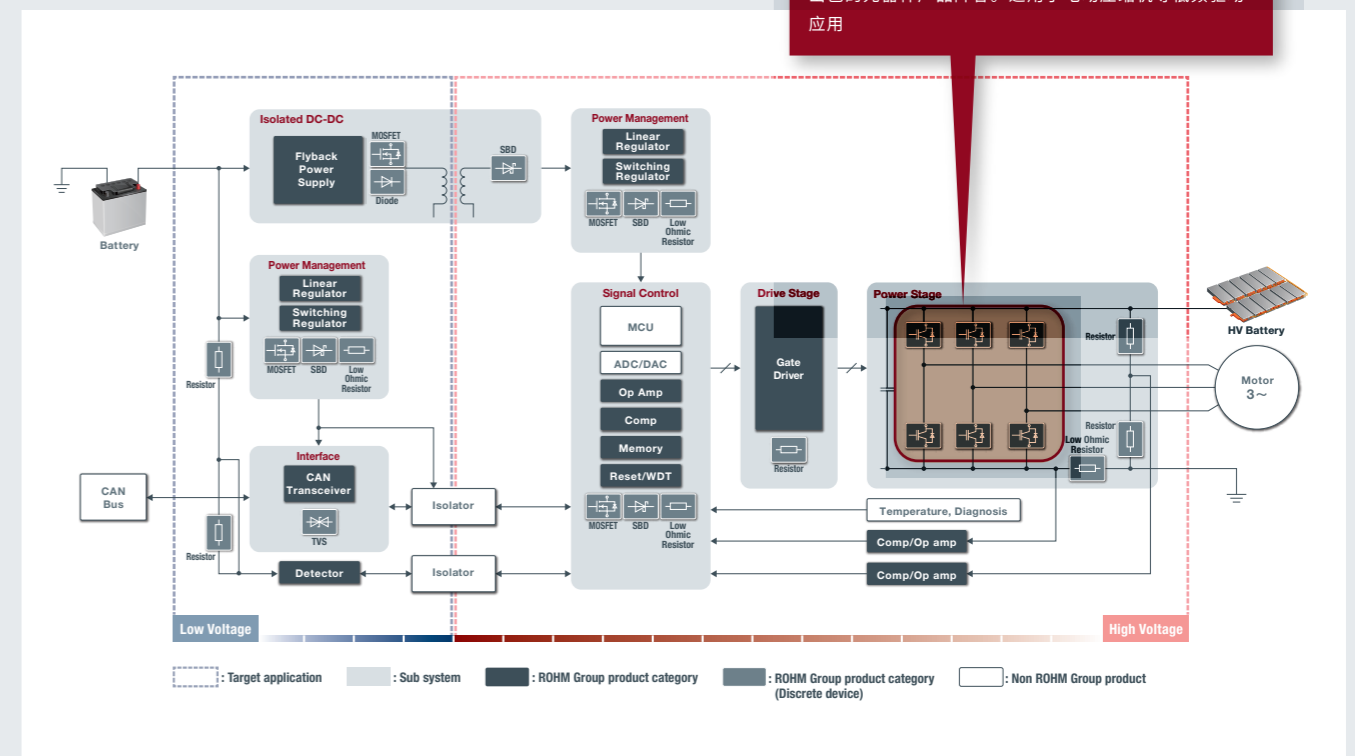 应用
Isolated DC-DC
Flyback
Power
Supply
MOSFET
Diode
SBD
Power Management
Linear
Regulator
Switching
Regulator
MOSFET
SBD
Low
Ohmic
Resistor
Battery
Power Management
Linear
Regulator
Switching
Regulator
MOSFET
SBD
Low
Ohmic
Resistor
Resistor
Signal Control
MCU
ADC/DAC
Op Amp
Comp
Memory
Reset/WDT
MOSFET
SBD
Low
Ohmic
Resistor
Drive Stage
Gate
Driver
Resistor
Power Stage
Resistor
Resistor
Low Ohmic
Resistor
HV Battery
Motor
3～
CAN
Bus
Interface
CAN
Transceiver
TVS
Resistor
Isolator
Detector
Isolator
Temperature, Diagnosis
Comp/Op amp
Comp/Op amp
Low Voltage
High Voltage
: Target application
: Sub system
: ROHM Group product category
: ROHM Group product category
(Discrete device)
: Non ROHM Group product